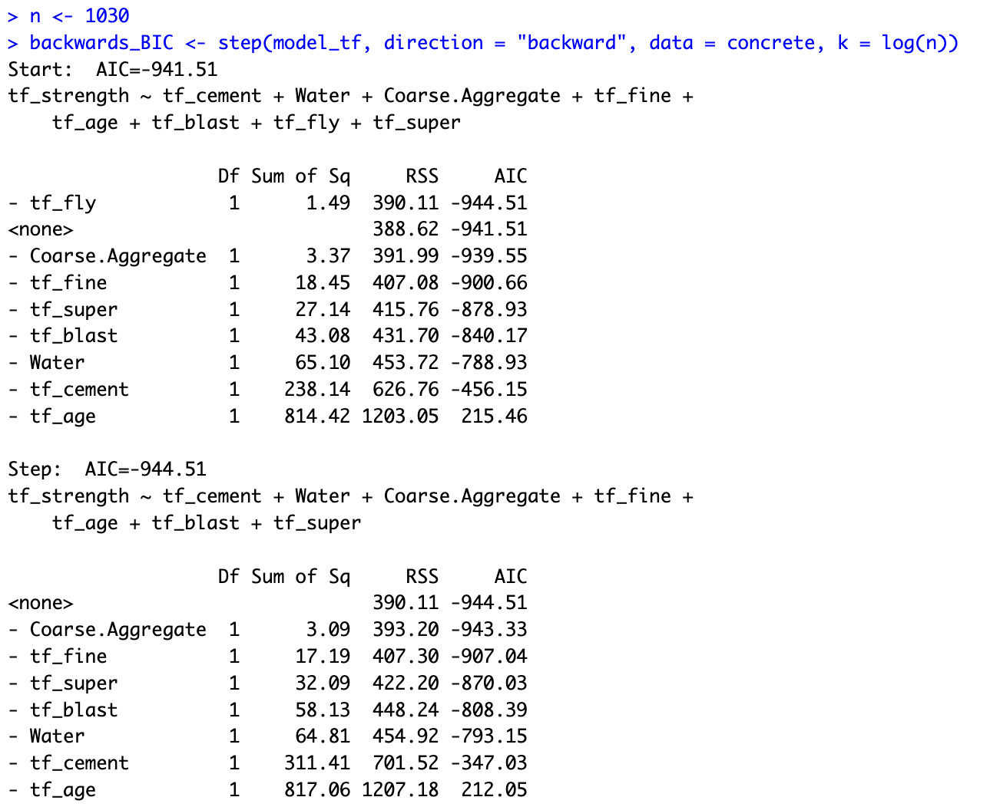 > n <- 1030
> backwards_BIC <- step(model_tf, direction = "backward", data = concrete, k = log(n))
Start:  AIC=-941.51
tf_strength ~ tf_cement + Water + Coarse.Aggregate + tf_fine +
    tf_age + tf_blast + tf_fly + tf_super

                   Df Sum of Sq     RSS     AIC
- tf_fly            1      1.49  390.11 -944.51
<none>                           388.62 -941.51
- Coarse.Aggregate  1      3.37  391.99 -939.55
- tf_fine           1     18.45  407.08 -900.66
- tf_super          1     27.14  415.76 -878.93
- tf_blast          1     43.08  431.70 -840.17
- Water             1     65.10  453.72 -788.93
- tf_cement         1    238.14  626.76 -456.15
- tf_age            1    814.42 1203.05  215.46

Step:  AIC=-944.51
tf_strength ~ tf_cement + Water + Coarse.Aggregate + tf_fine +
    tf_age + tf_blast + tf_super

                   Df Sum of Sq     RSS     AIC
<none>                           390.11 -944.51
- Coarse.Aggregate  1      3.09  393.20 -943.33
- tf_fine           1     17.19  407.30 -907.04
- tf_super          1     32.09  422.20 -870.03
- tf_blast          1     58.13  448.24 -808.39
- Water             1     64.81  454.92 -793.15
- tf_cement         1    311.41  701.52 -347.03
- tf_age            1    817.06 1207.18  212.05